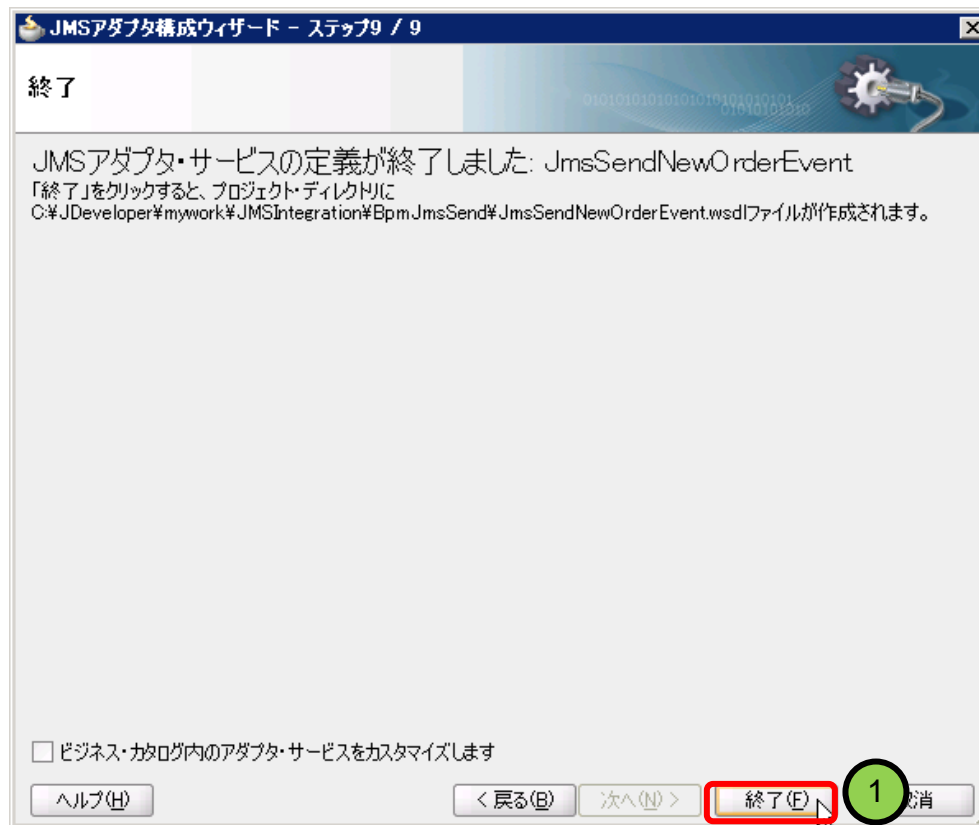 JMSアダプタ構成ウィザード - ステップ9 / 9
終了
010101010101010101010101
JMSアダプタ・サービスの定義が終了しました: JmsSendNewOrderEvent
「終了」をクリックすると、プロジェクト・ディレクトリに
C:¥JDeveloper¥mywork¥JMSIntegration¥BpmJmsSend¥JmsSendNewOrderEvent.wsdlファイルが作成されます。
ビジネス・カタログ内のアダプタ・サービスをカスタマイズします
ヘルプ(H) < 戻る(B) 次へ(N) > 終了(F) 1 消